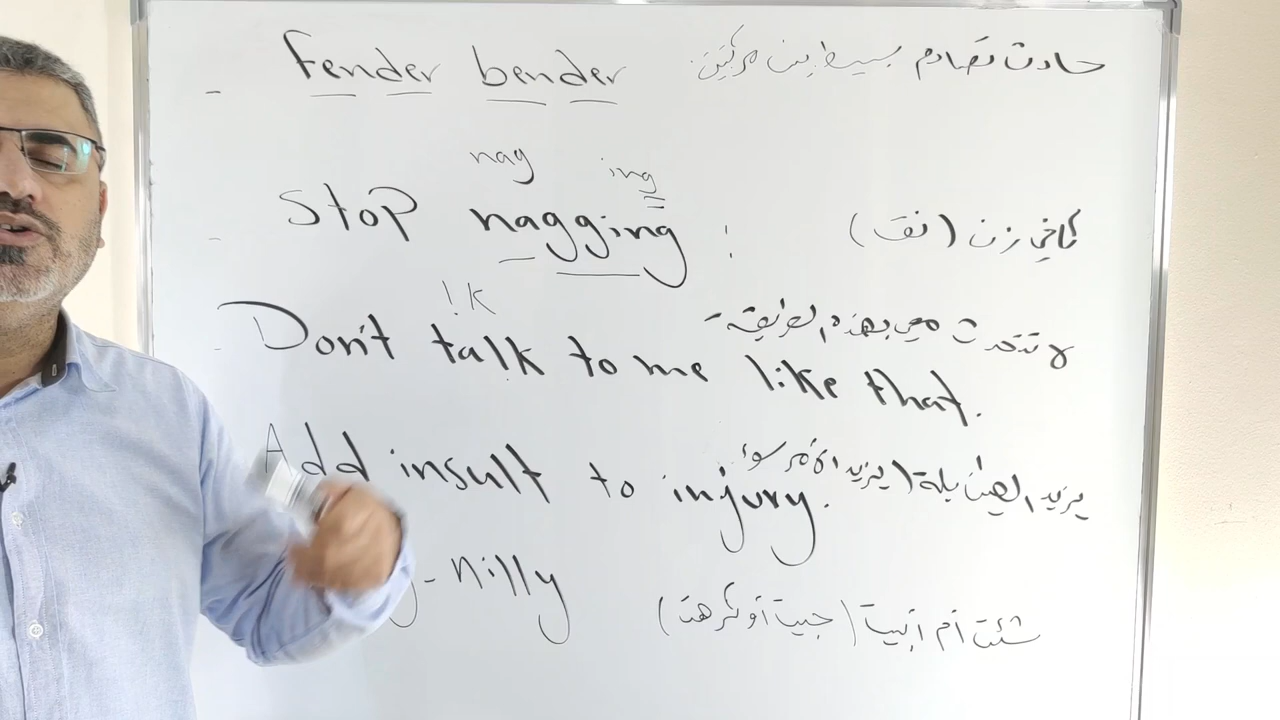 Fender bender حادث تصادم بسيط بين مركبتين
nag ing
Stop nagging ! كافي زن (نق)
!k
لا تتحدث معي بهذه الطريقة
Don't talk to me like that.
Add insult to injury. يزيد الطين بلة (يزيد الأمر سوء
y-nilly شئت أم أبيت (حبيت أو كرهت)